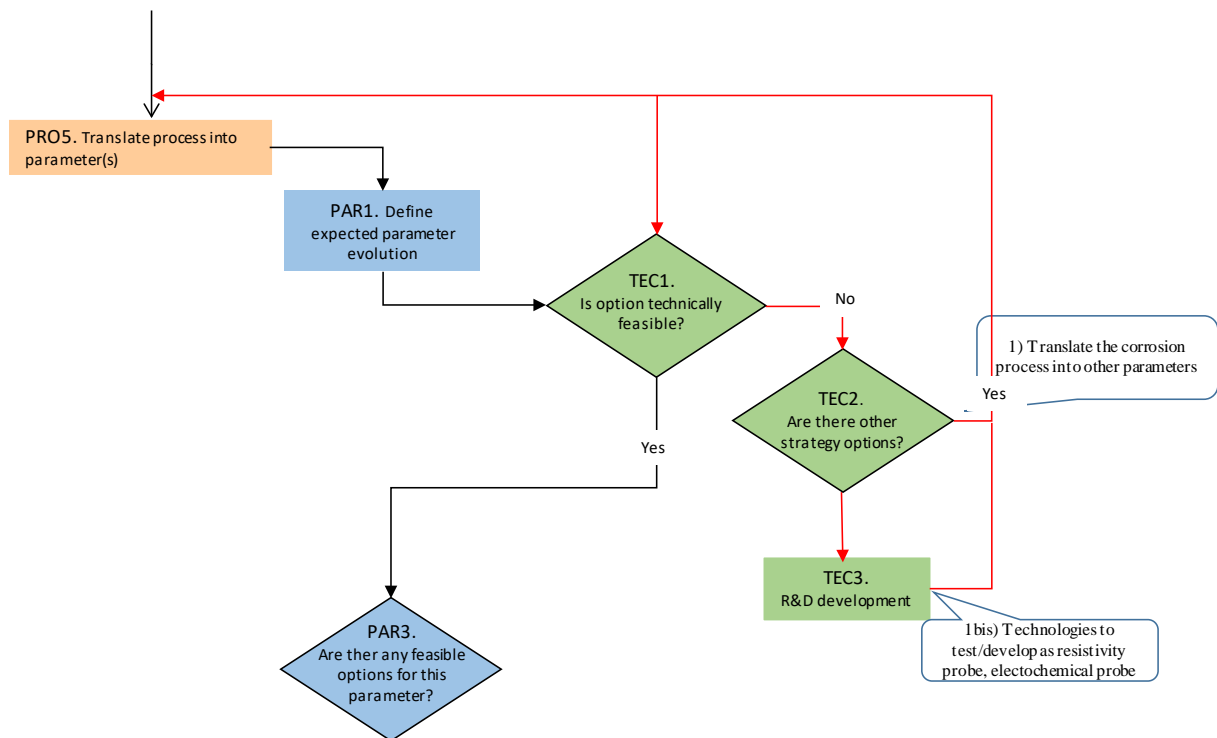 PRO5. Translate process into
parameter(s)
PAR1. Define
expected parameter
evolution
TEC1.
Is option technically
feasible?
No
1) Translate the corrosion
process into other parameters
Yes
TEC2.
Are there other
strategy options?
Yes
TEC3.
R&D development
1bis) Technologies to
test/develop as resistivity
probe, electochemical probe
PAR3.
Are ther any feasible
options for this
parameter?